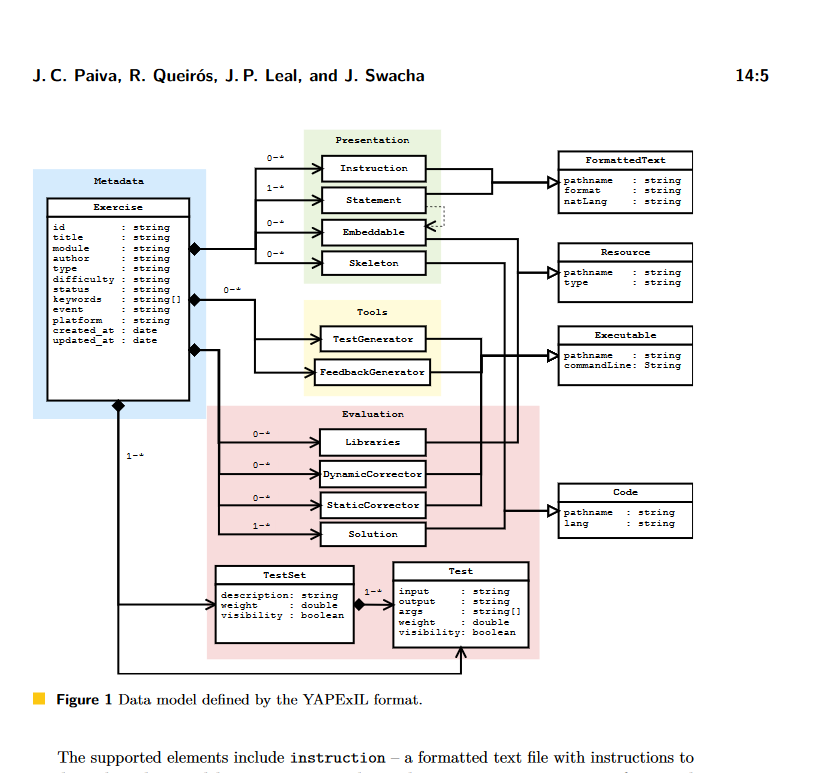 J. C. Paiva, R. Queirós, J. P. Leal, and J. Swacha 14:5
Presentation
0-*
Instruction
1-*
Statement
0-*
Embeddable
0-*
Skeleton
FormattedText
pathname : string
format : string
natLang : string
Metadata
Exercise
id : string
title : string
module : string
author : string
type : string
difficulty : string
status : string
keywords : string[]
event : string
platform : string
created_at : date
updated_at : date
Resource
pathname : string
type : string
0-*
Tools
TestGenerator
FeedbackGenerator
Executable
pathname : string
commandLine: String
Evaluation
0-*
Libraries
0-*
DynamicCorrector
0-*
StaticCorrector
1-*
Solution
Code
pathname : string
lang : string
1-*
TestSet
description: string
weight : double
visibility : boolean
1-*
Test
input : string
output : string
args : string[]
weight : double
visibility: boolean
Figure 1 Data model defined by the YAPExIL format.
The supported elements include instruction – a formatted text file with instructions to